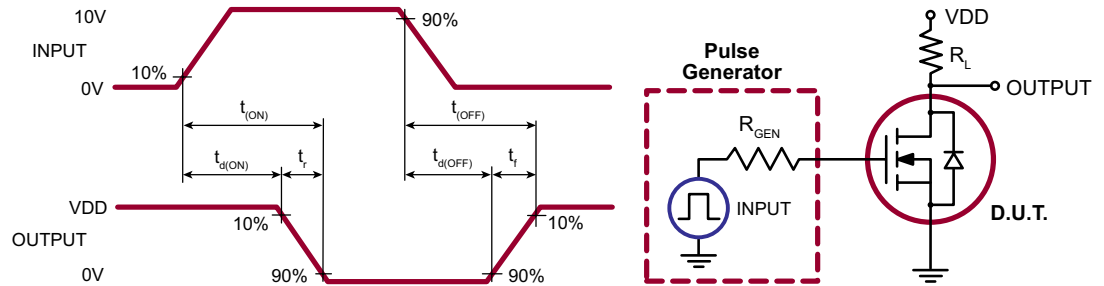 10V
INPUT
0V
10%
90%
t(ON)
t(OFF)
td(ON)
tr
td(OFF)
tf
VDD
OUTPUT
0V
10%
90%
90%
10%
Pulse
Generator
RGEN
INPUT
VDD
RL
OUTPUT
D.U.T.